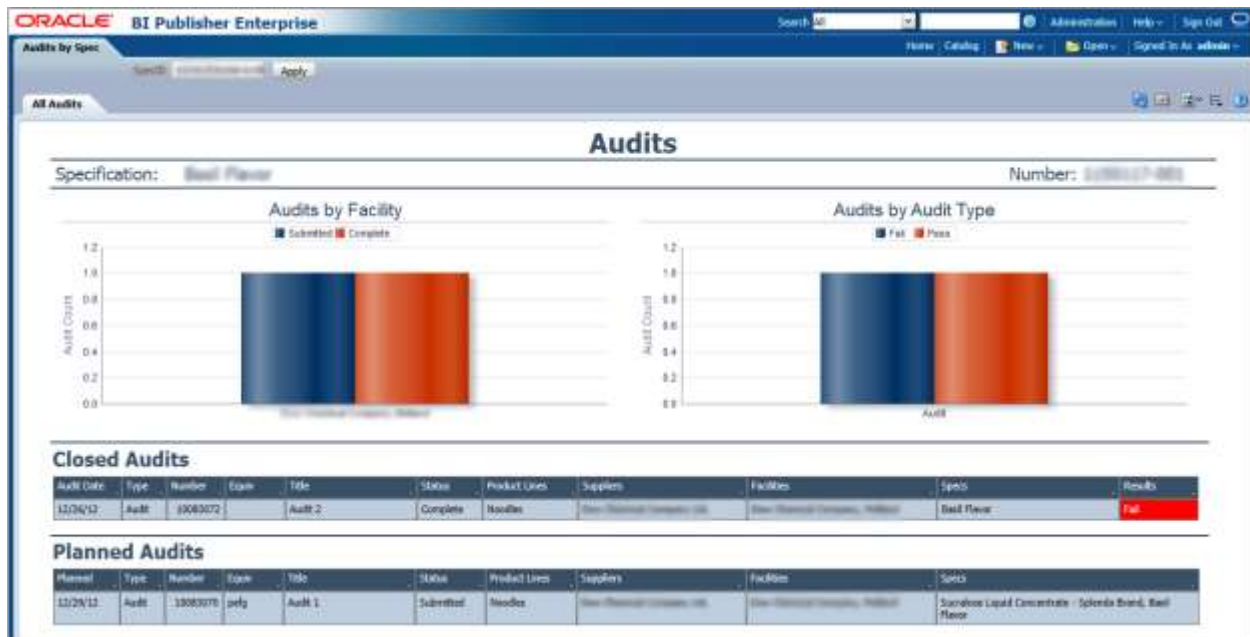 ORACLE BI Publisher Enterprise
Search All Administration Help Sign Out
Audits by Spec
Home Catalog New Open Signed In As admin
Apply
All Audits
Audits
Specification:
Number:
Audits by Facility
Submitted Complete
1.2
1.0
0.8
0.6
0.4
0.2
0.0
Audit Count
Audits by Audit Type
Fail Pass
1.2
1.0
0.8
0.6
0.4
0.2
0.0
Audit Count
Audit
Closed Audits
Audit Date Type Number Equiv Title Status Product Lines Suppliers Facilities Specs Results
12/26/12 Audit 10083072 Audit 2 Complete Noodles Basil Flavor Fail
Planned Audits
Planned Type Number Equiv Title Status Product Lines Suppliers Facilities Specs
12/29/12 Audit 10083070 pefg Audit 1 Submitted Noodles Sucralose Liquid Concentrate - Splenda Brand, Basil
Flavor